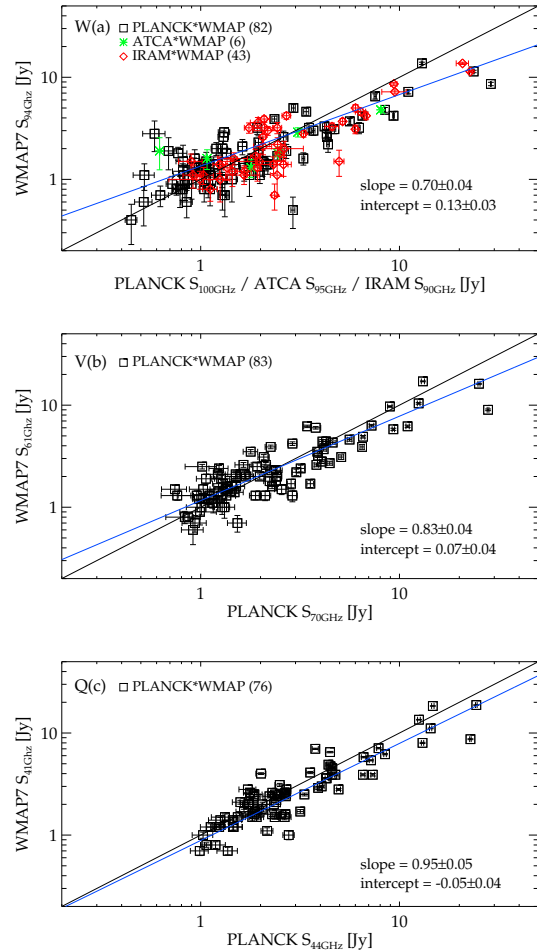 W(a)
PLANCK*WMAP (82)
ATCA*WMAP (6)
IRAM*WMAP (43)
WMAP7 S94Ghz [Jy]
10
1
slope = 0.70±0.04
intercept = 0.13±0.03
1
10
PLANCK S100GHz / ATCA S95GHz / IRAM S90GHz [Jy]
V(b)
PLANCK*WMAP (83)
WMAP7 S61Ghz [Jy]
10
1
slope = 0.83±0.04
intercept = 0.07±0.04
1
10
PLANCK S70GHz [Jy]
Q(c)
PLANCK*WMAP (76)
WMAP7 S41Ghz [Jy]
10
1
slope = 0.95±0.05
intercept = -0.05±0.04
1
10
PLANCK S44GHz [Jy]